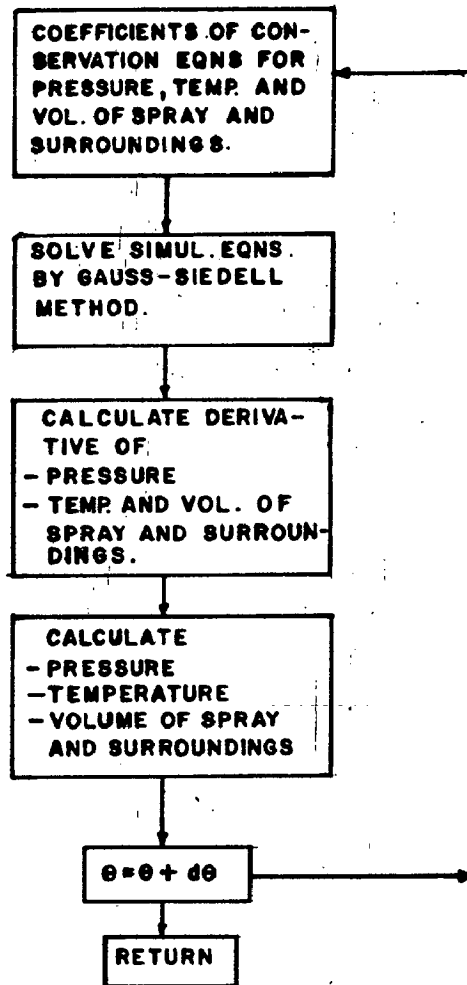 COEFFICIENTS OF CON-
SERVATION EQNS FOR
PRESSURE, TEMP. AND
VOL. OF SPRAY AND
SURROUNDINGS.
SOLVE SIMUL. EQNS.
BY GAUSS-SIEDELL
METHOD.
CALCULATE DERIVA-
TIVE OF
- PRESSURE
- TEMP. AND VOL. OF
SPRAY AND SURROUN-
DINGS.
CALCULATE
- PRESSURE
- TEMPERATURE
- VOLUME OF SPRAY
AND SURROUNDINGS
θ = θ + dθ
RETURN